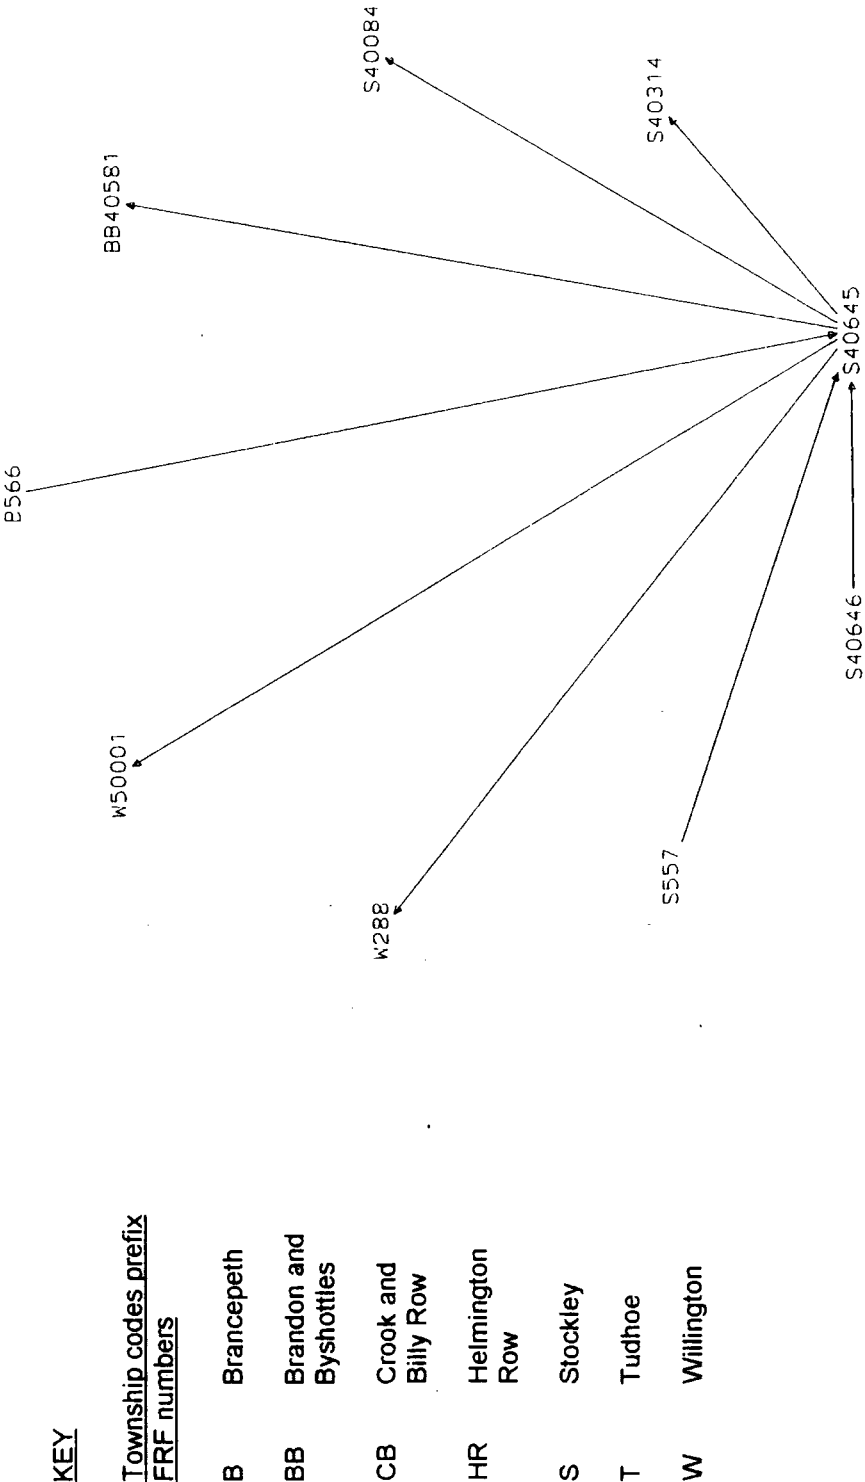 KEY
Township codes prefix
FRF numbers
B Brancepeth
BB Brandon and
Byshottles
CB Crook and
Billy Row
HR Helmington
Row
S Stockley
T Tudhoe
W Willington
B566
W50001
BB40581
W288
S40084
S557
S40314
S40646
S40645